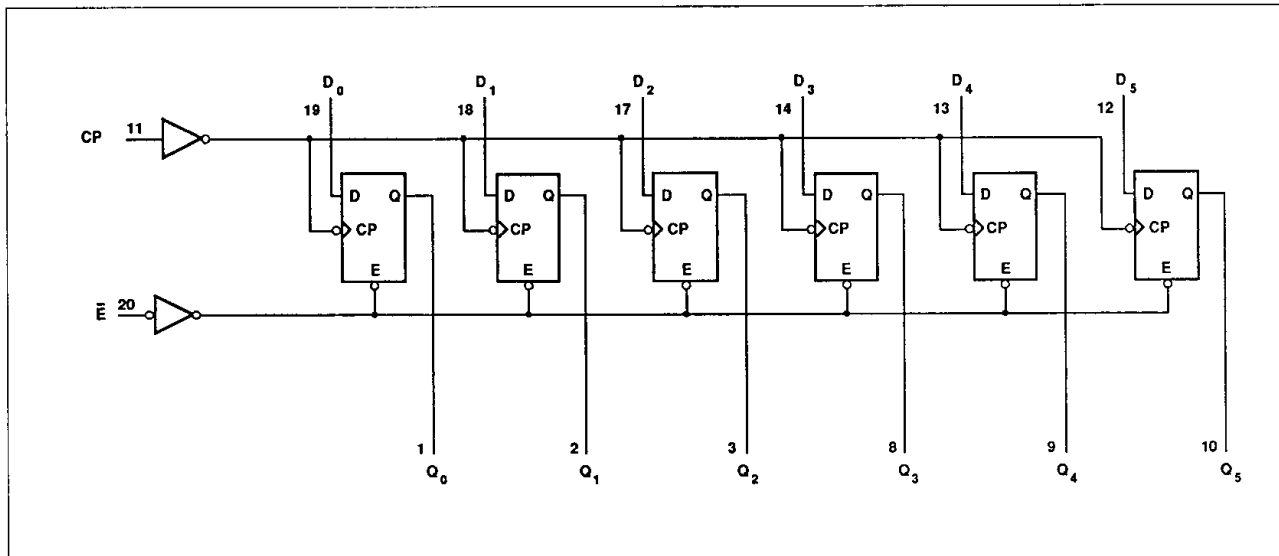 D₀ D₁ D₂ D₃ D₄ D₅
19 18 17 14 13 12
CP 11
D Q D Q D Q D Q D Q D Q
CP CP CP CP CP CP
E E E E E E
Ē 20
1 2 3 8 9 10
Q₀ Q₁ Q₂ Q₃ Q₄ Q₅